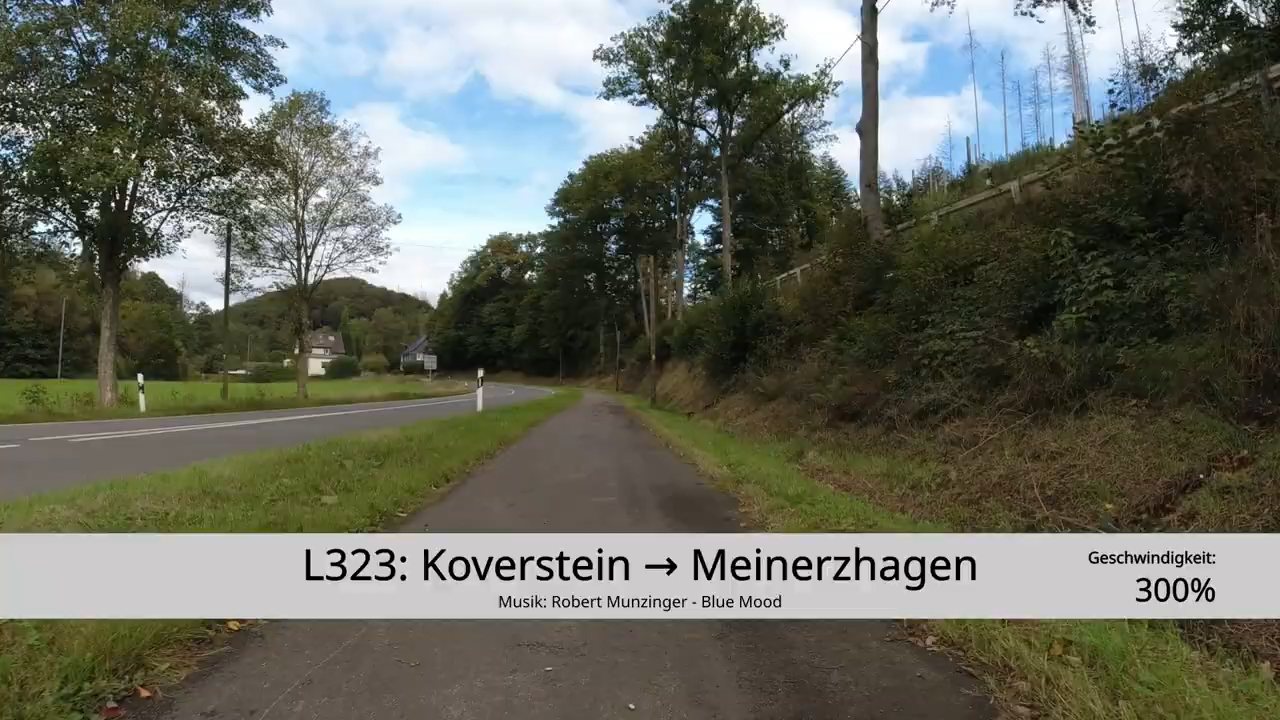 L323: Koverstein → Meinerzhagen
Musik: Robert Munzinger - Blue Mood
Geschwindigkeit:
300%